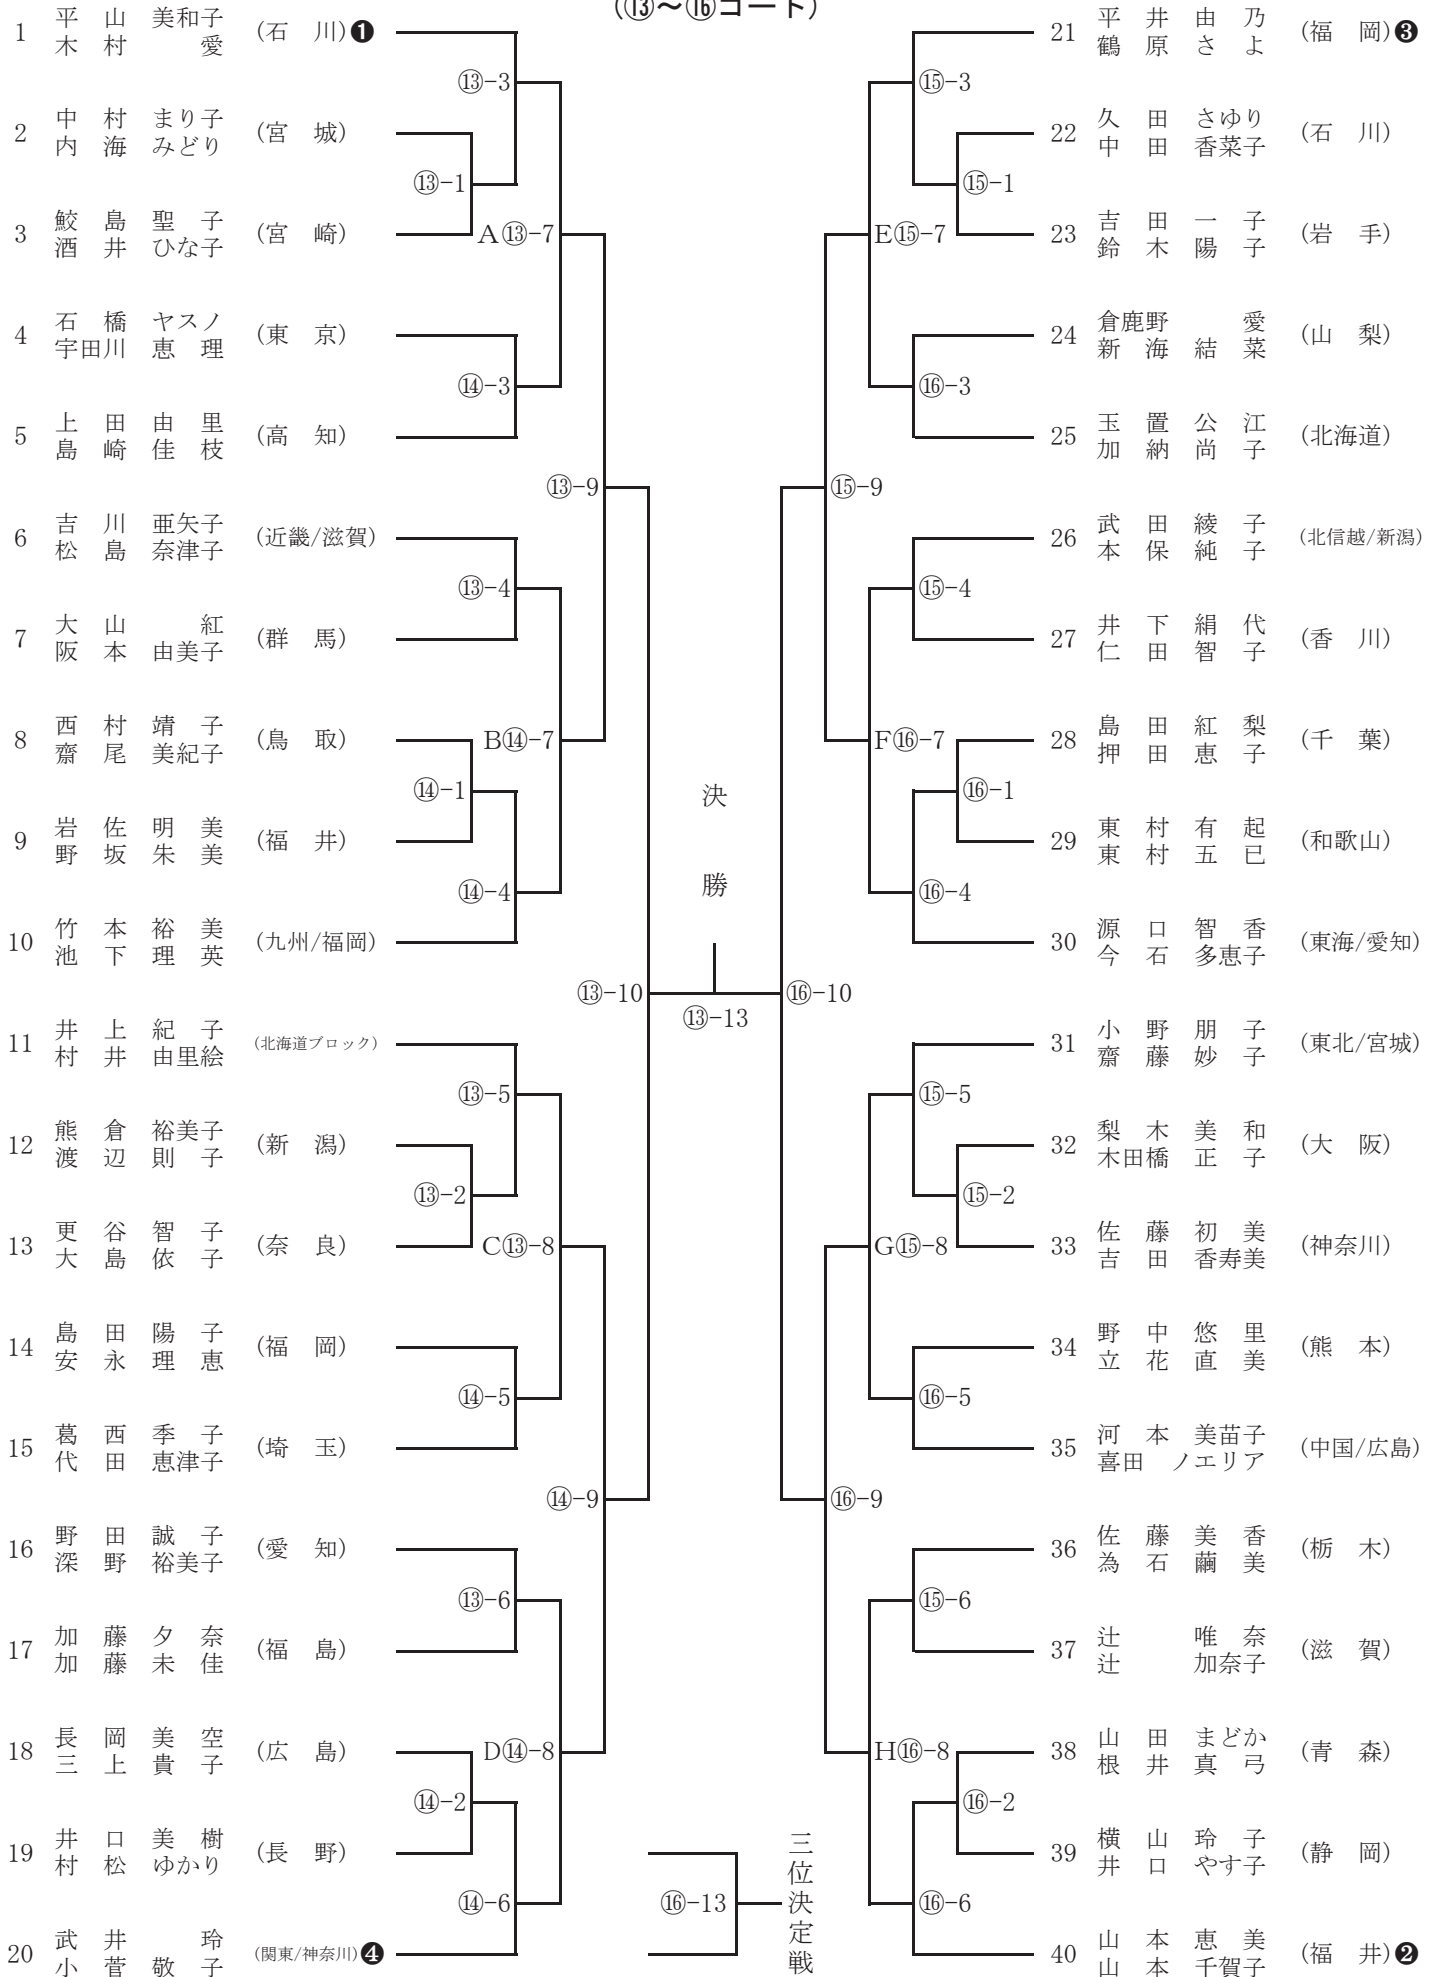 (⑬～⑯コート)
1 平山 美和子 (石川)❶
木村 愛
2 中村 まり子 (宮城)
内海 みどり
3 鮫島 聖子 (宮崎)
酒井 ひな子
4 石橋 ヤスノ (東京)
宇田川 恵理
5 上田 由里 (高知)
島崎 佳枝
6 吉川 亜矢子 (近畿/滋賀)
松島 奈津子
7 大山 紅 (群馬)
阪本 由美子
8 西村 靖子 (鳥取)
齋尾 美紀子
9 岩佐 明美 (福井)
野坂 朱美
10 竹本 裕美 (九州/福岡)
池下 理英
11 井上 紀子 (北海道ブロック)
村井 由里絵
12 熊倉 裕美子 (新潟)
渡辺 則子
13 更谷 智子 (奈良)
大島 依子
14 島田 陽子 (福岡)
安永 理恵
15 葛西 季子 (埼玉)
代田 恵津子
16 野田 誠子 (愛知)
深野 裕美子
17 加藤 夕奈 (福島)
加藤 未佳
18 長岡 美空 (広島)
三上 貴子
19 井口 美樹 (長野)
村松 ゆかり
20 武井 玲 (関東/神奈川)❹
小菅 敬子
⑬-3
⑬-1
A⑬-7
⑭-3
⑬-9
⑬-4
B⑭-7
⑭-1
⑭-4
⑬-10
⑬-5
⑬-2
C⑬-8
⑭-5
⑭-9
⑬-6
D⑭-8
⑭-2
⑭-6
決勝
⑬-13
三位決定戦
⑯-13
⑮-3
⑮-1
E⑮-7
⑯-3
⑮-9
⑮-4
F⑯-7
⑯-1
⑯-4
⑯-10
⑮-5
⑮-2
G⑮-8
⑯-5
⑯-9
⑮-6
H⑯-8
⑯-2
⑯-6
21 平井 由乃 (福岡)❸
鶴原 さよ
22 久田 さゆり (石川)
中田 香菜子
23 吉田 一子 (岩手)
鈴木 陽子
24 倉鹿野 愛 (山梨)
新海 結菜
25 玉置 公江 (北海道)
加納 尚子
26 武田 綾子 (北信越/新潟)
本保 純子
27 井下 絹代 (香川)
仁田 智子
28 島田 紅梨 (千葉)
押田 恵子
29 東村 有起 (和歌山)
東村 五已
30 源口 智香 (東海/愛知)
今石 多恵子
31 小野 朋子 (東北/宮城)
齋藤 妙子
32 梨木 美和 (大阪)
木田橋 正子
33 佐藤 初美 (神奈川)
吉田 香寿美
34 野中 悠里 (熊本)
立花 直美
35 河本 美苗子 (中国/広島)
喜田 ノエリア
36 佐藤 美香 (栃木)
為石 繭美
37 辻 唯奈 (滋賀)
辻 加奈子
38 山田 まどか (青森)
根井 真弓
39 横山 玲子 (静岡)
井口 やす子
40 山本 恵美 (福井)❷
山本 千賀子